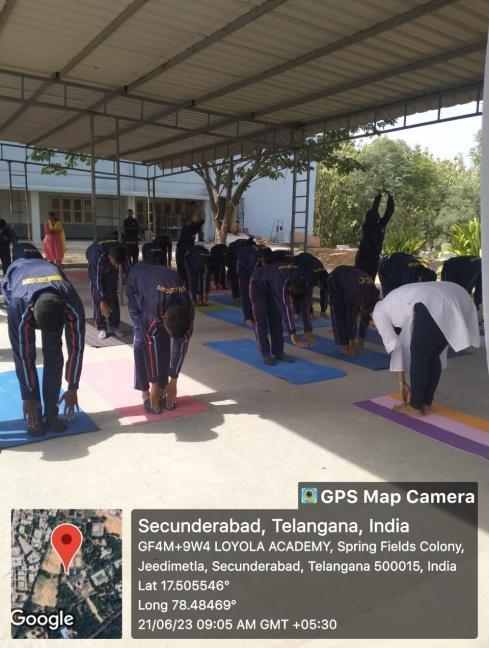 GPS Map Camera
Secunderabad, Telangana, India
GF4M+9W4 LOYOLA ACADEMY, Spring Fields Colony,
Jeedimetla, Secunderabad, Telangana 500015, India
Lat 17.505546°
Long 78.48469°
21/06/23 09:05 AM GMT +05:30
Google